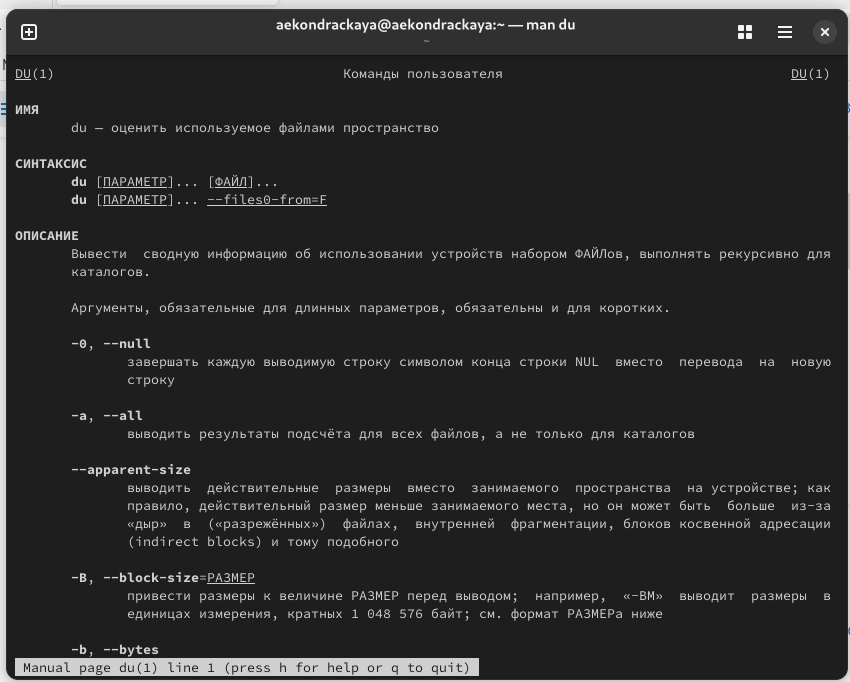 aekondrackaya@aekondrackaya:~ — man du
~
DU(1) Команды пользователя DU(1)
ИМЯ
du — оценить используемое файлами пространство
СИНТАКСИС
du [ПАРАМЕТР]... [ФАЙЛ]...
du [ПАРАМЕТР]... --files0-from=F
ОПИСАНИЕ
Вывести сводную информацию об использовании устройств набором ФАЙЛов, выполнять рекурсивно для
каталогов.
Аргументы, обязательные для длинных параметров, обязательны и для коротких.
-0, --null
завершать каждую выводимую строку символом конца строки NUL вместо перевода на новую
строку
-a, --all
выводить результаты подсчёта для всех файлов, а не только для каталогов
--apparent-size
выводить действительные размеры вместо занимаемого пространства на устройстве; как
правило, действительный размер меньше занимаемого места, но он может быть больше из-за
«дыр» в («разрежённых») файлах, внутренней фрагментации, блоков косвенной адресации
(indirect blocks) и тому подобного
-B, --block-size=РАЗМЕР
привести размеры к величине РАЗМЕР перед выводом; например, «-BM» выводит размеры в
единицах измерения, кратных 1 048 576 байт; см. формат РАЗМЕРа ниже
-b, --bytes
Manual page du(1) line 1 (press h for help or q to quit)